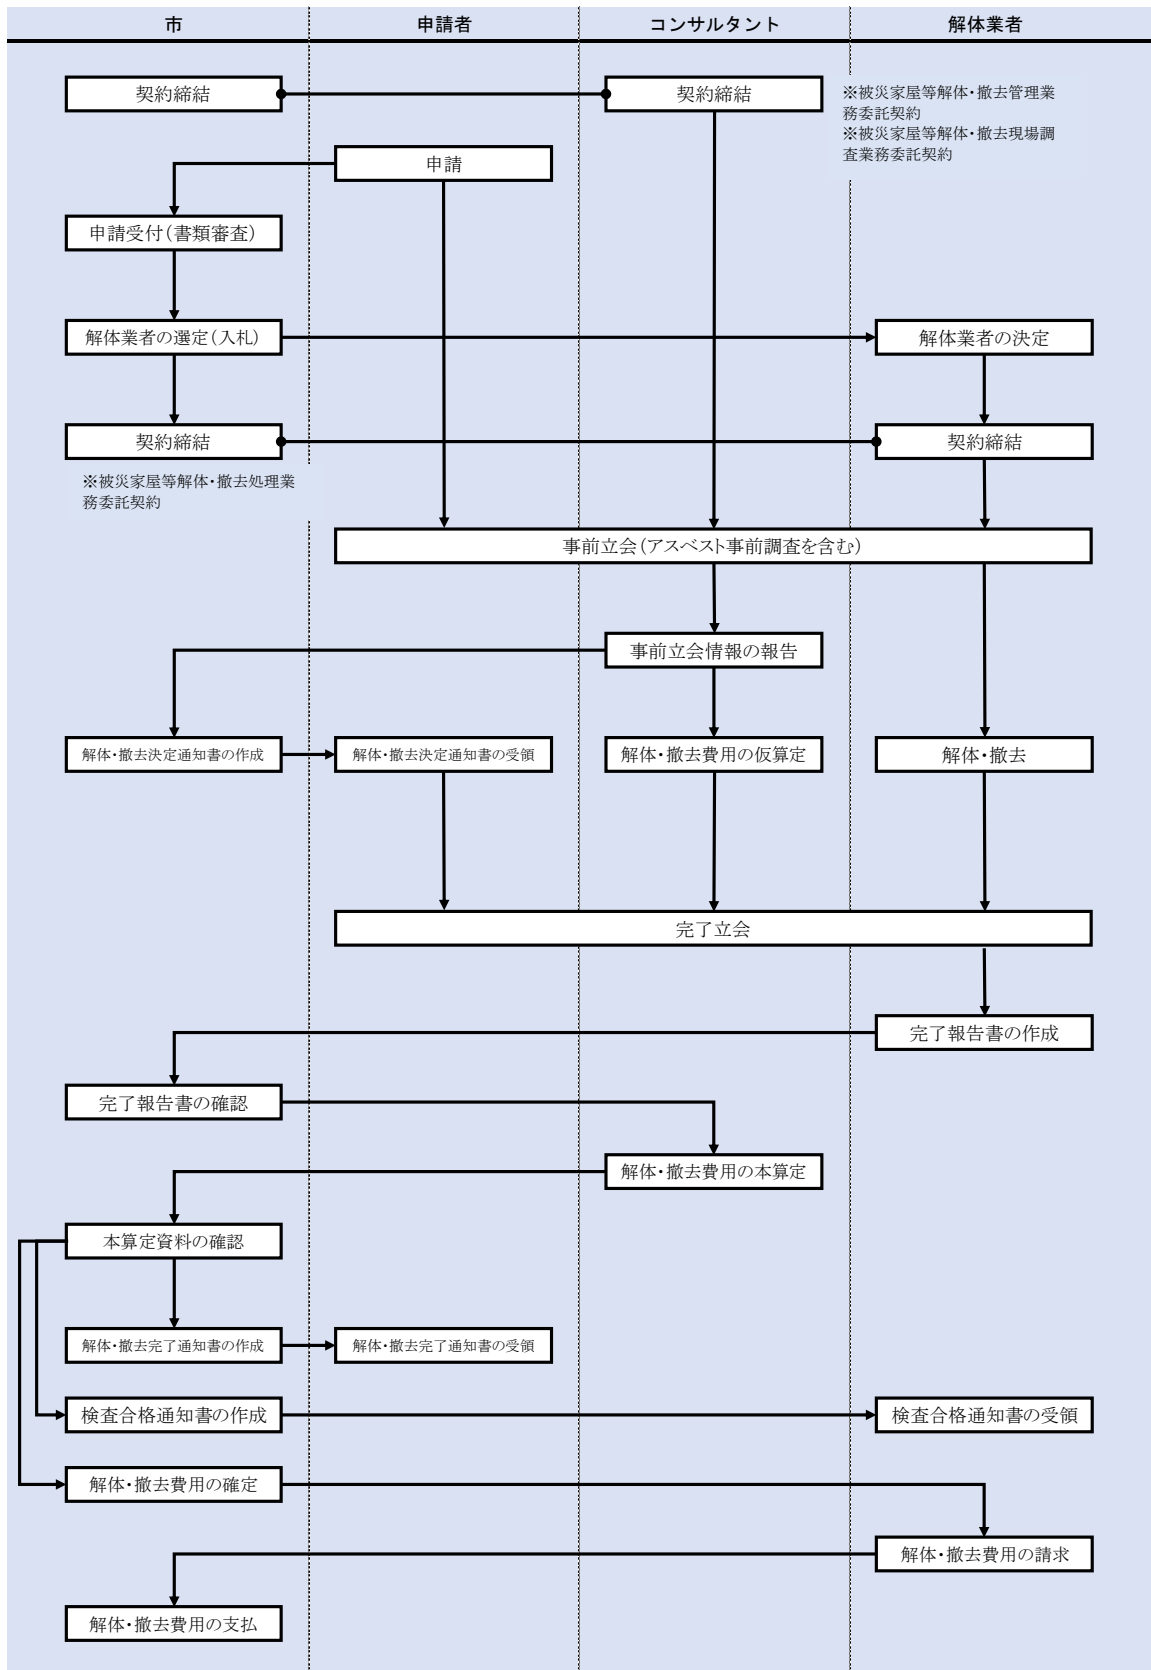 市
申請者
コンサルタント
解体業者
契約締結
契約締結
※被災家屋等解体・撤去管理業
務委託契約
※被災家屋等解体・撤去現場調
査業務委託契約
申請
申請受付（書類審査）
解体業者の選定（入札）
解体業者の決定
契約締結
契約締結
※被災家屋等解体・撤去処理業
務委託契約
事前立会（アスベスト事前調査を含む）
事前立会情報の報告
解体・撤去決定通知書の作成
解体・撤去決定通知書の受領
解体・撤去費用の仮算定
解体・撤去
完了立会
完了報告書の作成
完了報告書の確認
解体・撤去費用の本算定
本算定資料の確認
解体・撤去完了通知書の作成
解体・撤去完了通知書の受領
検査合格通知書の作成
検査合格通知書の受領
解体・撤去費用の確定
解体・撤去費用の請求
解体・撤去費用の支払